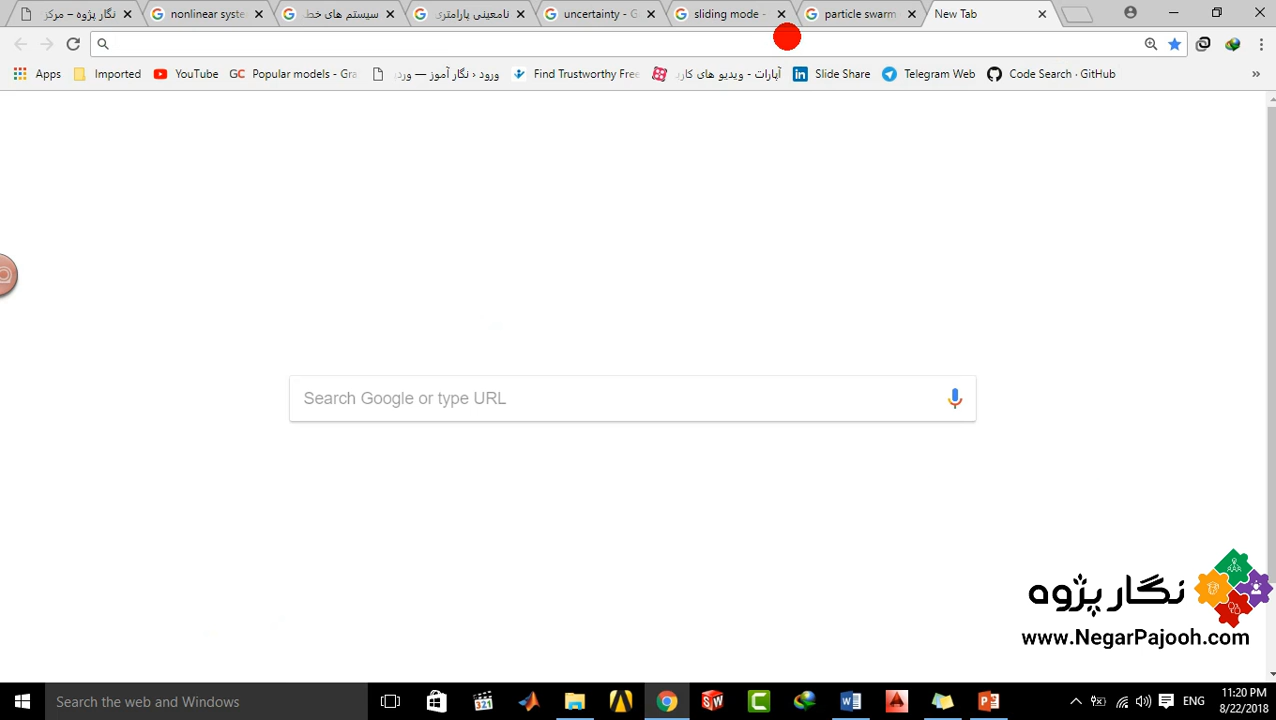 نگار پژوه – مرکز
nonlinear syste
سیستم های خط
نامعینی پارامتری
uncertainty - G
sliding mode -
particle swarm
New Tab
Apps
Imported
YouTube
GC Popular models - Gra
ورود ‹ نگار آموز — ورد
Find Trustworthy Free
آپارات - ویدیو های کارب
Slide Share
Telegram Web
Code Search · GitHub
»
Search Google or type URL
نگار پژوه
www.NegarPajooh.com
Search the web and Windows
321
ENG
11:20 PM
8/22/2018